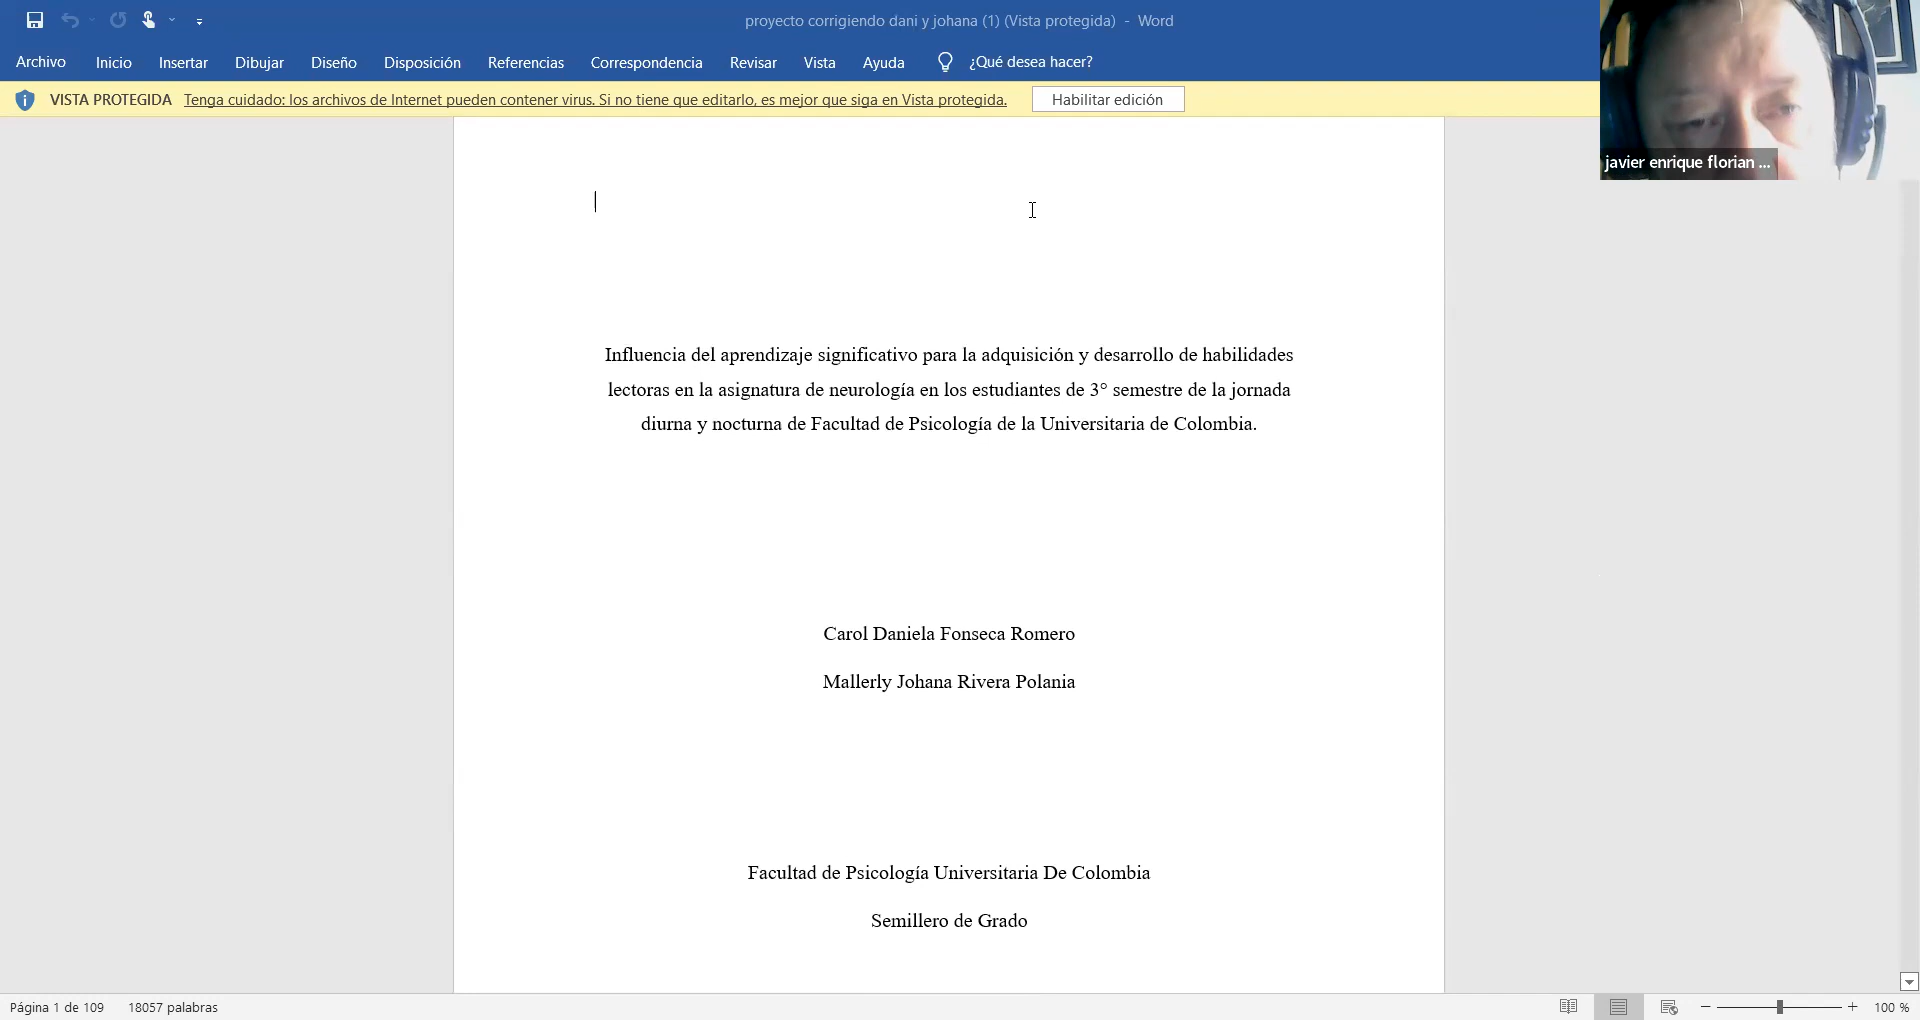 proyecto corrigiendo dani y johana (1) (Vista protegida) - Word
Archivo Inicio Insertar Dibujar Diseño Disposición Referencias Correspondencia Revisar Vista Ayuda ¿Qué desea hacer?
VISTA PROTEGIDA Tenga cuidado: los archivos de Internet pueden contener virus. Si no tiene que editarlo, es mejor que siga en Vista protegida. Habilitar edición
javier enrique florian ...
Influencia del aprendizaje significativo para la adquisición y desarrollo de habilidades
lectoras en la asignatura de neurología en los estudiantes de 3° semestre de la jornada
diurna y nocturna de Facultad de Psicología de la Universitaria de Colombia.
Carol Daniela Fonseca Romero
Mallerly Johana Rivera Polania
Facultad de Psicología Universitaria De Colombia
Semillero de Grado
Página 1 de 109 18057 palabras 100 %